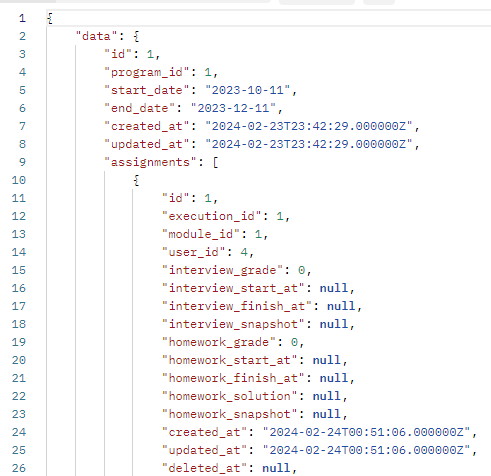 1 {
2 "data": {
3 "id": 1,
4 "program_id": 1,
5 "start_date": "2023-10-11",
6 "end_date": "2023-12-11",
7 "created_at": "2024-02-23T23:42:29.000000Z",
8 "updated_at": "2024-02-23T23:42:29.000000Z",
9 "assignments": [
10 {
11 "id": 1,
12 "execution_id": 1,
13 "module_id": 1,
14 "user_id": 4,
15 "interview_grade": 0,
16 "interview_start_at": null,
17 "interview_finish_at": null,
18 "interview_snapshot": null,
19 "homework_grade": 0,
20 "homework_start_at": null,
21 "homework_finish_at": null,
22 "homework_solution": null,
23 "homework_snapshot": null,
24 "created_at": "2024-02-24T00:51:06.000000Z",
25 "updated_at": "2024-02-24T00:51:06.000000Z",
26 "deleted_at": null,